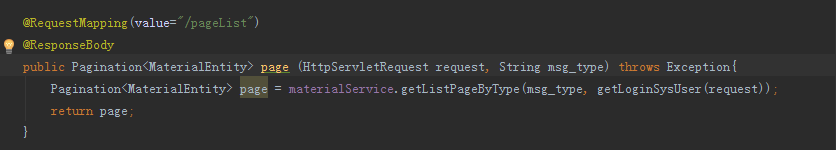 @RequestMapping(value="/pageList")
@ResponseBody
public Pagination<MaterialEntity> page (HttpServletRequest request, String msg_type) throws Exception{
Pagination<MaterialEntity> page = materialService.getListPageByType(msg_type, getLoginSysUser(request));
return page;
}